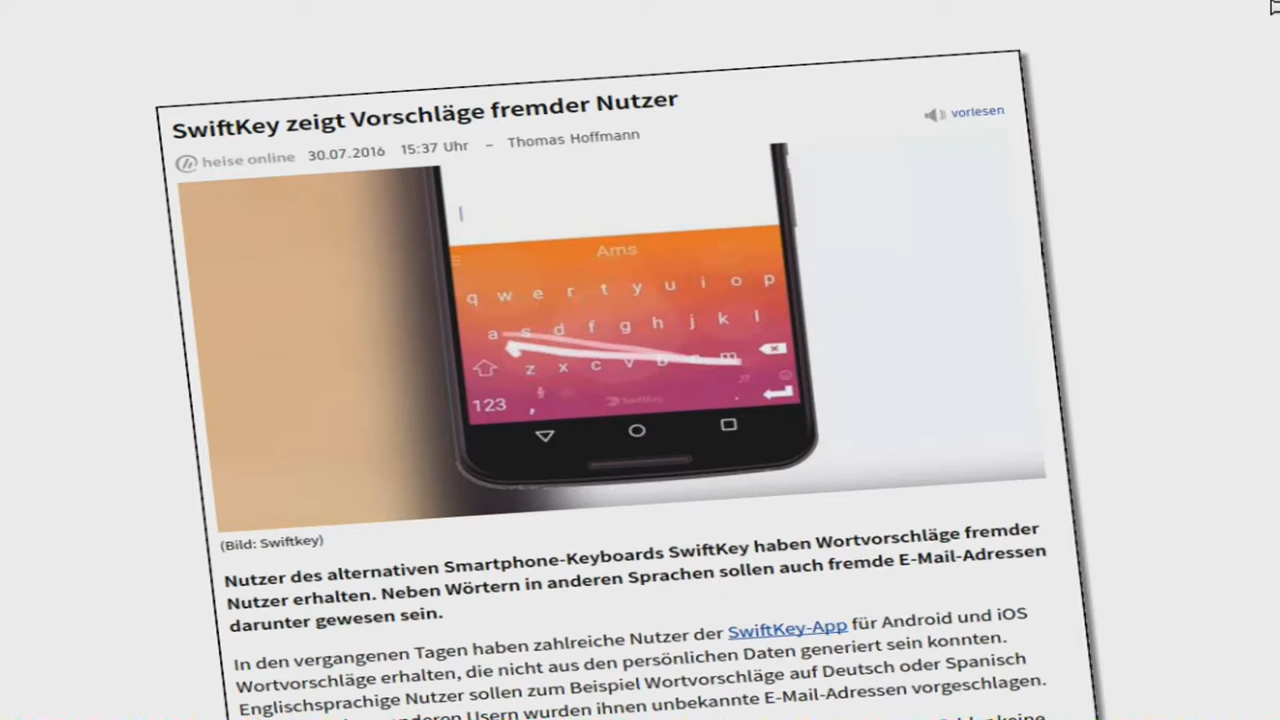 SwiftKey zeigt Vorschläge fremder Nutzer
heise online 30.07.2016 15:37 Uhr – Thomas Hoffmann
vorlesen
Ams
q w e r t y u i o p
a s d f g h j k l
z x c v b n m
123 , SwiftKey .
(Bild: Swiftkey)
Nutzer des alternativen Smartphone-Keyboards SwiftKey haben Wortvorschläge fremder
Nutzer erhalten. Neben Wörtern in anderen Sprachen sollen auch fremde E-Mail-Adressen
darunter gewesen sein.
In den vergangenen Tagen haben zahlreiche Nutzer der SwiftKey-App für Android und iOS
Wortvorschläge erhalten, die nicht aus den persönlichen Daten generiert sein konnten.
Englischsprachige Nutzer sollen zum Beispiel Wortvorschläge auf Deutsch oder Spanisch
Usern wurden ihnen unbekannte E-Mail-Adressen vorgeschlagen.